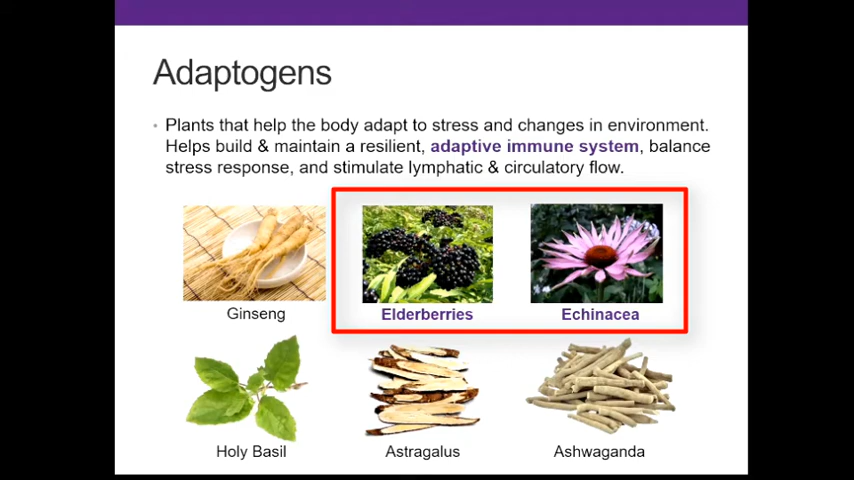 Adaptogens
• Plants that help the body adapt to stress and changes in environment.
Helps build & maintain a resilient, adaptive immune system, balance
stress response, and stimulate lymphatic & circulatory flow.
Ginseng
Elderberries
Echinacea
Holy Basil
Astragalus
Ashwaganda